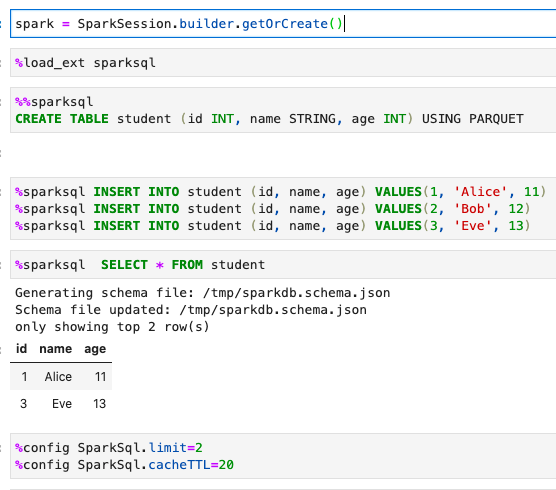 spark = SparkSession.builder.getOrCreate()
%load_ext sparksql
%%sparksql
CREATE TABLE student (id INT, name STRING, age INT) USING PARQUET
%sparksql INSERT INTO student (id, name, age) VALUES(1, 'Alice', 11)
%sparksql INSERT INTO student (id, name, age) VALUES(2, 'Bob', 12)
%sparksql INSERT INTO student (id, name, age) VALUES(3, 'Eve', 13)
%sparksql  SELECT * FROM student
Generating schema file: /tmp/sparkdb.schema.json
Schema file updated: /tmp/sparkdb.schema.json
only showing top 2 row(s)
id name age
1 Alice 11
3 Eve 13
%config SparkSql.limit=2
%config SparkSql.cacheTTL=20